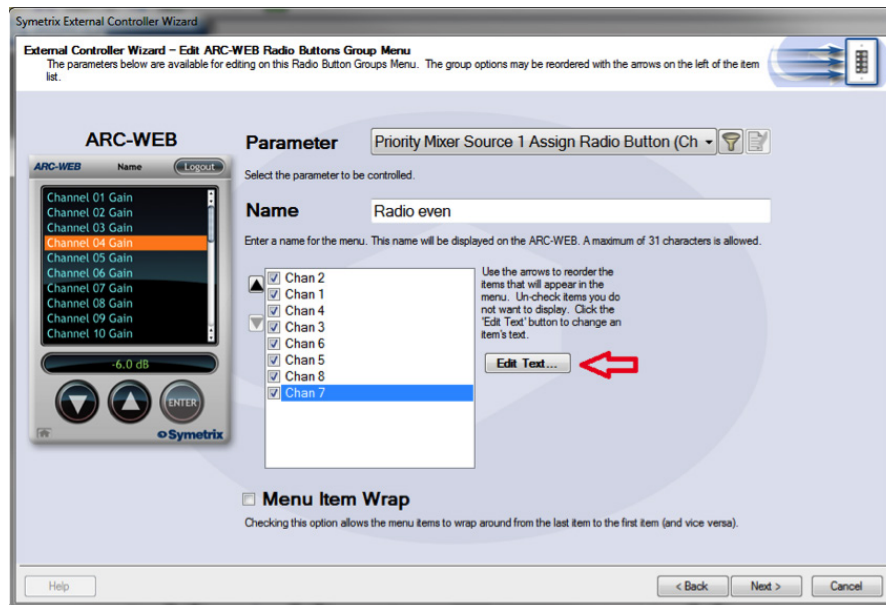 Symetrix External Controller Wizard
External Controller Wizard – Edit ARC-WEB Radio Buttons Group Menu
The parameters below are available for editing on this Radio Button Groups Menu. The group options may be reordered with the arrows on the left of the item
list.
ARC-WEB
ARC-WEB Name Logout
Channel 01 Gain
Channel 02 Gain
Channel 03 Gain
Channel 04 Gain
Channel 05 Gain
Channel 06 Gain
Channel 07 Gain
Channel 08 Gain
Channel 09 Gain
Channel 10 Gain
-6.0 dB
ENTER
Symetrix
Parameter
Priority Mixer Source 1 Assign Radio Button (Ch
Select the parameter to be controlled.
Name
Radio even
Enter a name for the menu. This name will be displayed on the ARC-WEB. A maximum of 31 characters is allowed.
Chan 2
Chan 1
Chan 4
Chan 3
Chan 6
Chan 5
Chan 8
Chan 7
Use the arrows to reorder the
items that will appear in the
menu. Un-check items you do
not want to display. Click the
'Edit Text' button to change an
item's text.
Edit Text...
Menu Item Wrap
Checking this option allows the menu items to wrap around from the last item to the first item (and vice versa).
Help
< Back
Next >
Cancel